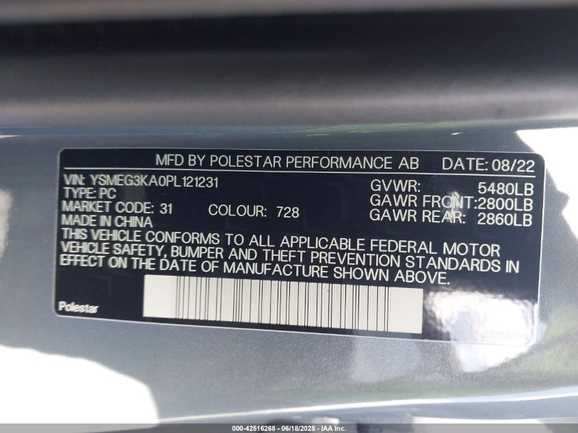 MFD BY POLESTAR PERFORMANCE AB DATE: 08/22
VIN: YSMEG3KA0PL121231 GVWR: 5480LB
TYPE: PC GAWR FRONT:2800LB
MARKET CODE: 31 COLOUR: 728 GAWR REAR: 2860LB
MADE IN CHINA
THIS VEHICLE CONFORMS TO ALL APPLICABLE FEDERAL MOTOR
VEHICLE SAFETY, BUMPER AND THEFT PREVENTION STANDARDS IN
EFFECT ON THE DATE OF MANUFACTURE SHOWN ABOVE.
Polestar
000-42516268 - 06/18/2025 - IAA Inc.